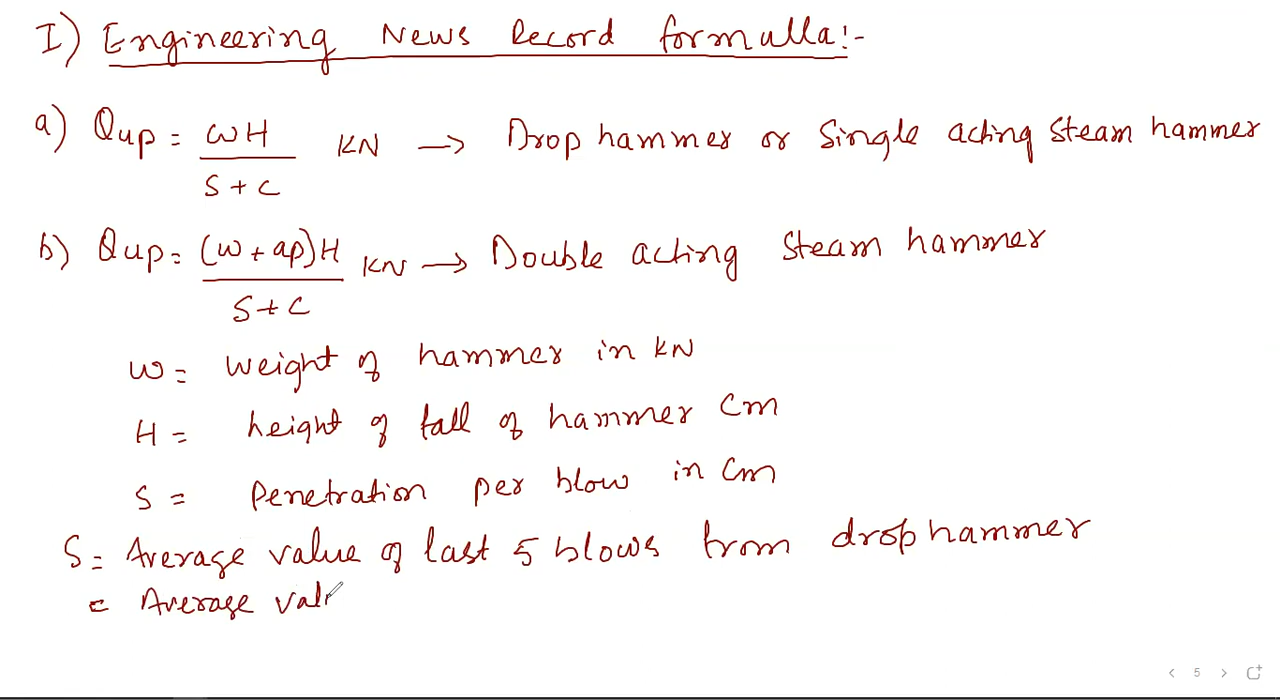 I) Engineering News Record formulla:-
a) Qup = WH / S + C KN → Drop hammer or Single acting Steam hammer
b) Qup = (W + ap)H / S + C KN → Double acting Steam hammer
W = Weight of hammer in KN
H = height of fall of hammer Cm
S = Penetration per blow in Cm
S = Average value of last 5 blows from drop hammer
= Average val
5